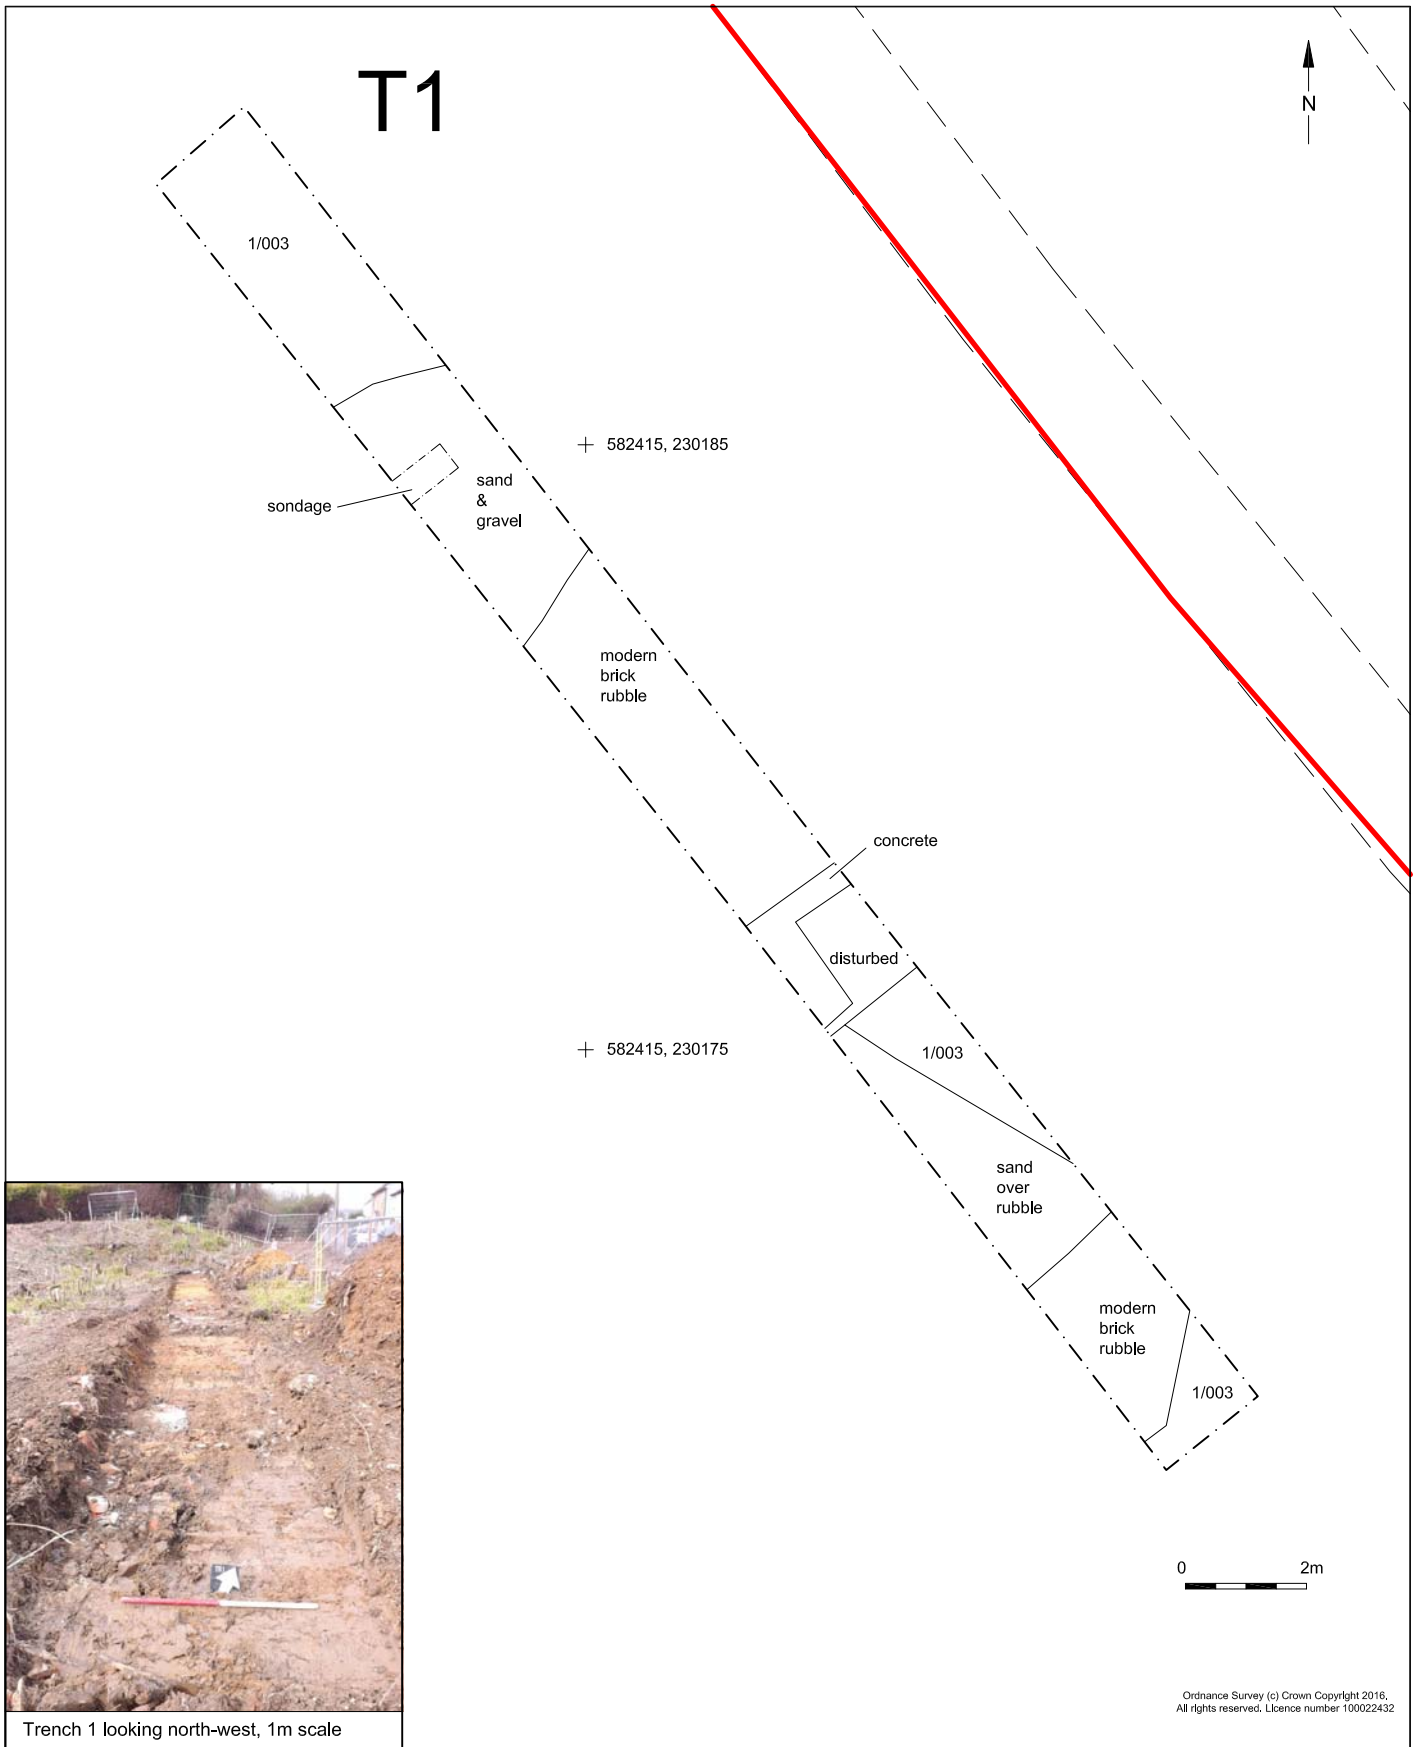 T1
N
1/003
582415, 230185
sondage
sand
&
gravel
modern
brick
rubble
concrete
disturbed
582415, 230175
1/003
sand
over
rubble
modern
brick
rubble
1/003
0 2m
Ordnance Survey (c) Crown Copyright 2016,
All rights reserved. Licence number 100022432
Trench 1 looking north-west, 1m scale